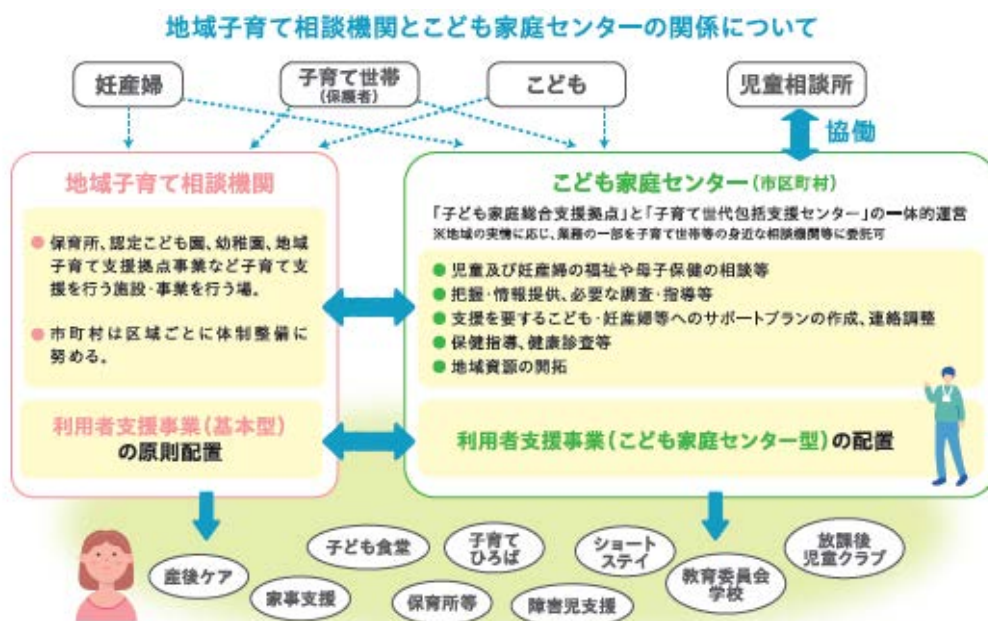 地域子育て相談機関とこども家庭センターの関係について
妊産婦
子育て世帯
(保護者)
こども
児童相談所
協働
地域子育て相談機関
● 保育所、認定こども園、幼稚園、地域
子育て支援拠点事業など子育て支
援を行う施設・事業を行う場。
● 市町村は区域ごとに体制整備に
努める。
利用者支援事業(基本型)
の原則配置
こども家庭センター(市区町村)
「子ども家庭総合支援拠点」と「子育て世代包括支援センター」の一体的運営
※地域の実情に応じ、業務の一部を子育て世帯等の身近な相談機関等に委託可
● 児童及び妊産婦の福祉や母子保健の相談等
● 把握・情報提供、必要な調査・指導等
● 支援を要するこども・妊産婦等へのサポートプランの作成、連絡調整
● 保健指導、健康診査等
● 地域資源の開拓
利用者支援事業(こども家庭センター型)の配置
産後ケア
家事支援
子ども食堂
保育所等
子育て
ひろば
障害児支援
ショート
ステイ
教育委員会
学校
放課後
児童クラブ